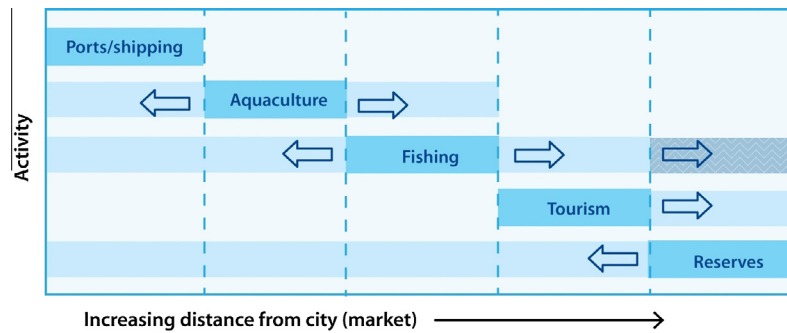 Ports/shipping
Aquaculture
Fishing
Tourism
Reserves
Activity
Increasing distance from city (market)